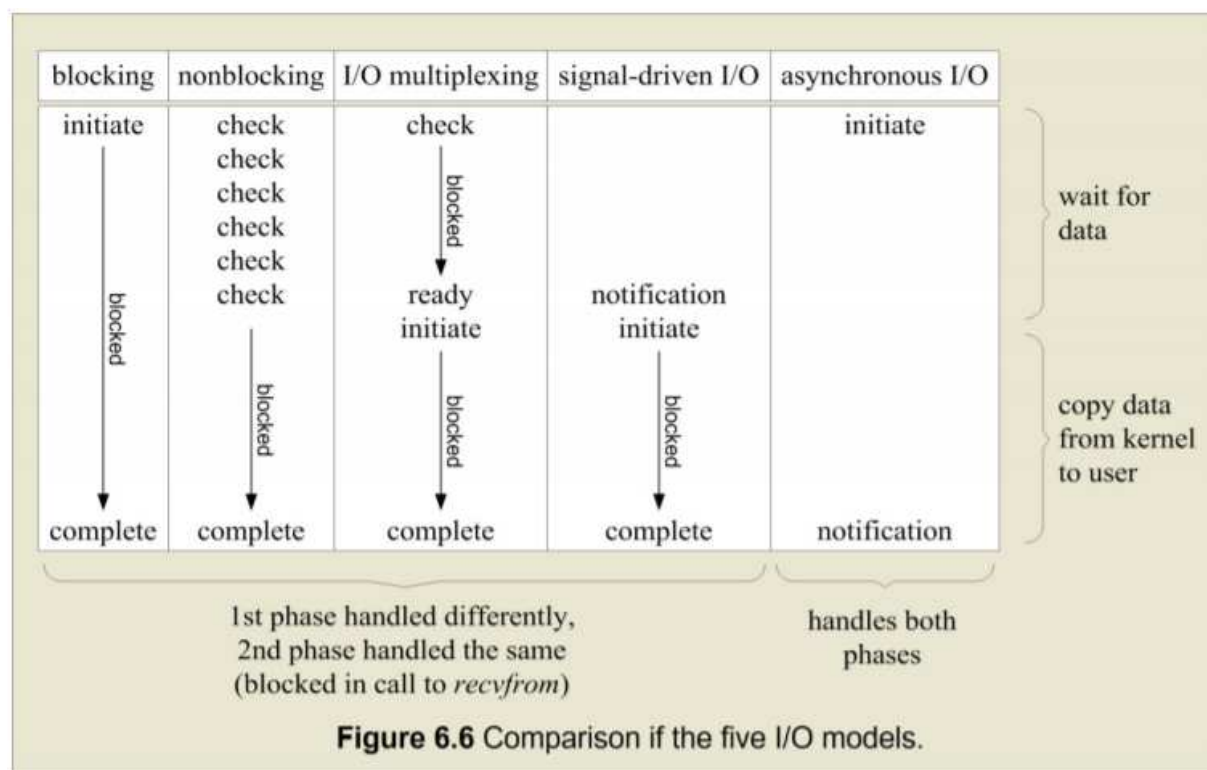 blocking nonblocking I/O multiplexing signal-driven I/O asynchronous I/O
initiate check check initiate
check
check
check
check
check ready notification
initiate initiate
blocked
blocked
blocked
blocked
blocked
complete complete complete complete notification
wait for
data
copy data
from kernel
to user
1st phase handled differently,
2nd phase handled the same
(blocked in call to recvfrom)
handles both
phases
Figure 6.6 Comparison if the five I/O models.